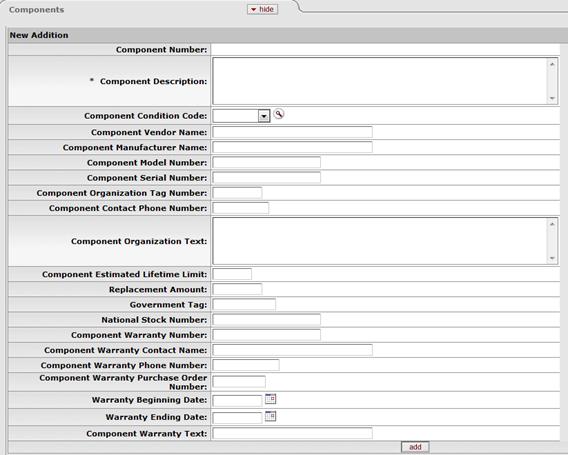 Components
hide
New Addition
Component Number:
* Component Description:
Component Condition Code:
Component Vendor Name:
Component Manufacturer Name:
Component Model Number:
Component Serial Number:
Component Organization Tag Number:
Component Contact Phone Number:
Component Organization Text:
Component Estimated Lifetime Limit:
Replacement Amount:
Government Tag:
National Stock Number:
Component Warranty Number:
Component Warranty Contact Name:
Component Warranty Phone Number:
Component Warranty Purchase Order
Number:
Warranty Beginning Date:
Warranty Ending Date:
Component Warranty Text:
add